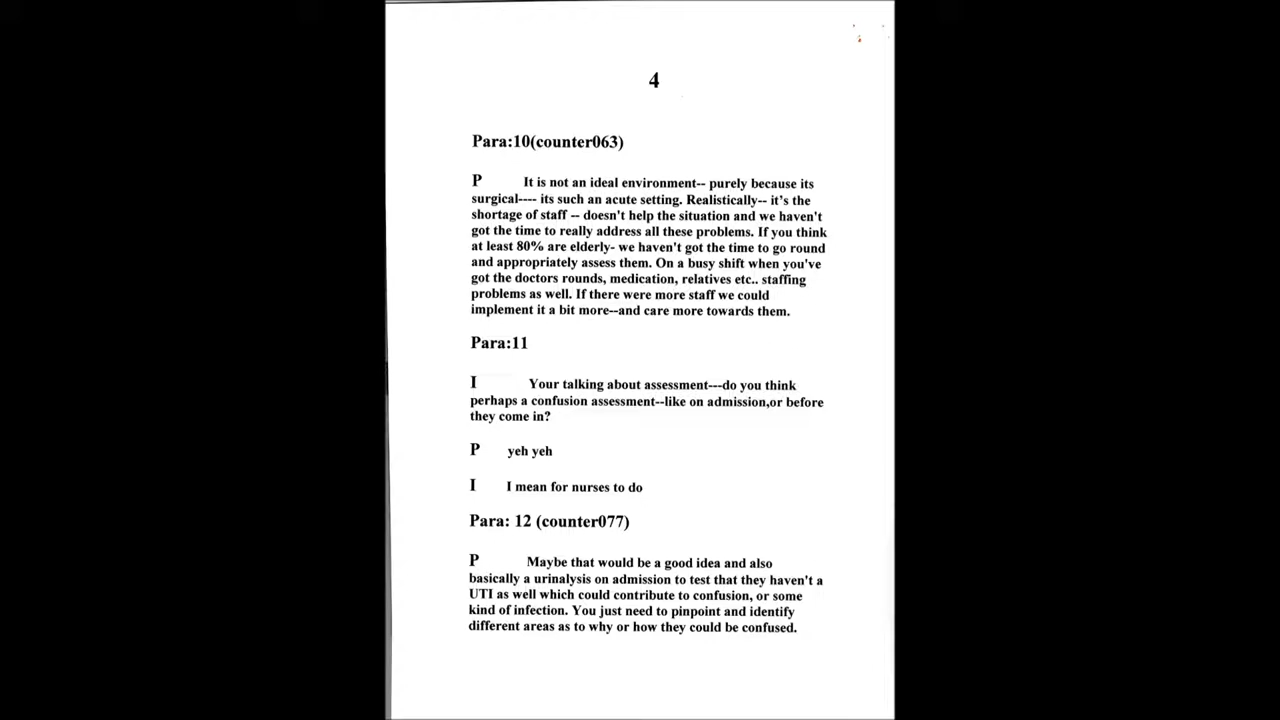 4
Para:10(counter063)
P It is not an ideal environment-- purely because its
surgical---- its such an acute setting. Realistically-- it's the
shortage of staff -- doesn't help the situation and we haven't
got the time to really address all these problems. If you think
at least 80% are elderly- we haven't got the time to go round
and appropriately assess them. On a busy shift when you've
got the doctors rounds, medication, relatives etc.. staffing
problems as well. If there were more staff we could
implement it a bit more--and care more towards them.
Para:11
I Your talking about assessment---do you think
perhaps a confusion assessment--like on admission,or before
they come in?
P yeh yeh
I I mean for nurses to do
Para: 12 (counter077)
P Maybe that would be a good idea and also
basically a urinalysis on admission to test that they haven't a
UTI as well which could contribute to confusion, or some
kind of infection. You just need to pinpoint and identify
different areas as to why or how they could be confused.